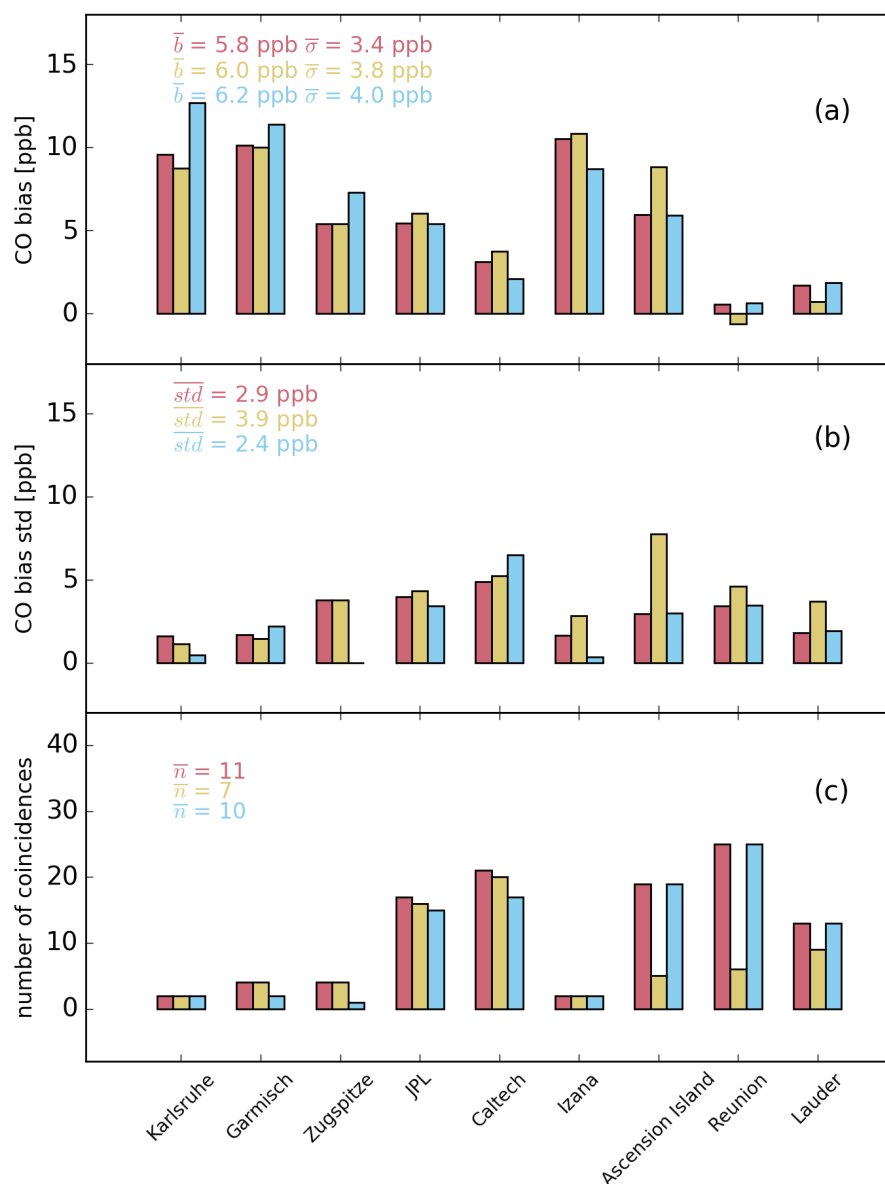 b̅ = 5.8 ppb σ̅ = 3.4 ppb
b̅ = 6.0 ppb σ̅ = 3.8 ppb
b̅ = 6.2 ppb σ̅ = 4.0 ppb
(a)
15
10
5
0
CO bias [ppb]
s̅t̅d̅ = 2.9 ppb
s̅t̅d̅ = 3.9 ppb
s̅t̅d̅ = 2.4 ppb
(b)
15
10
5
0
CO bias std [ppb]
n̅ = 11
n̅ = 7
n̅ = 10
(c)
40
30
20
10
0
number of coincidences
Karlsruhe
Garmisch
Zugspitze
JPL
Caltech
Izana
Ascension Island
Reunion
Lauder